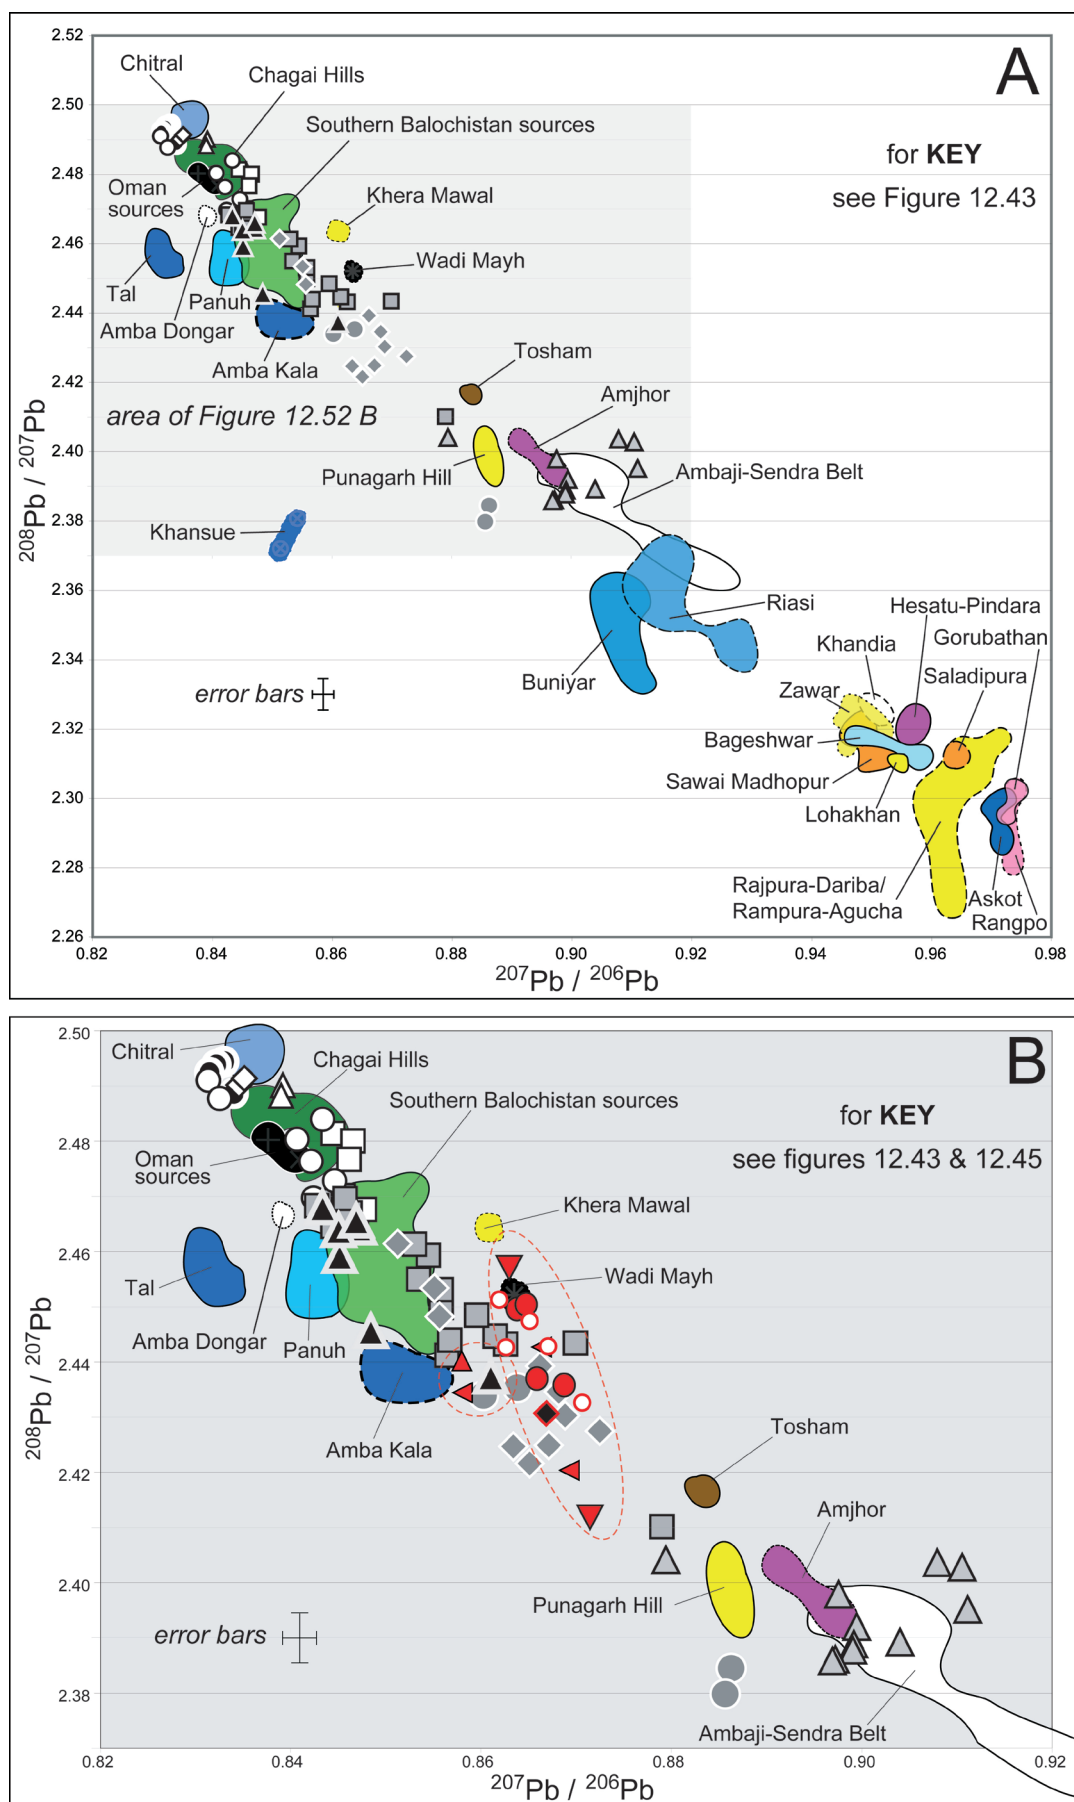 A
2.52
2.50
2.48
2.46
2.44
2.42
2.40
2.38
2.36
2.34
2.32
2.30
2.28
2.26
208Pb / 207Pb
Chitral
Chagai Hills
Southern Balochistan sources
for KEY
see Figure 12.43
Oman
sources
Khera Mawal
Wadi Mayh
Tal
Panuh
Amba Dongar
Amba Kala
Tosham
Amjhor
area of Figure 12.52 B
Punagarh Hill
Ambaji-Sendra Belt
Khansue
Riasi
Hesatu-Pindara
Gorubathan
Khandia
Saladipura
Buniyar
Zawar
error bars
Bageshwar
Sawai Madhopur
Lohakhan
Rajpura-Dariba/
Rampura-Agucha
Askot
Rangpo
0.82
0.84
0.86
0.88
0.90
0.92
0.94
0.96
0.98
207Pb / 206Pb
B
2.50
2.48
2.46
2.44
2.42
2.40
2.38
208Pb / 207Pb
Chitral
Chagai Hills
Southern Balochistan sources
for KEY
see figures 12.43 & 12.45
Oman
sources
Khera Mawal
Wadi Mayh
Tal
Amba Dongar
Panuh
Amba Kala
Tosham
Amjhor
Punagarh Hill
error bars
Ambaji-Sendra Belt
0.82
0.84
0.86
0.88
0.90
0.92
207Pb / 206Pb